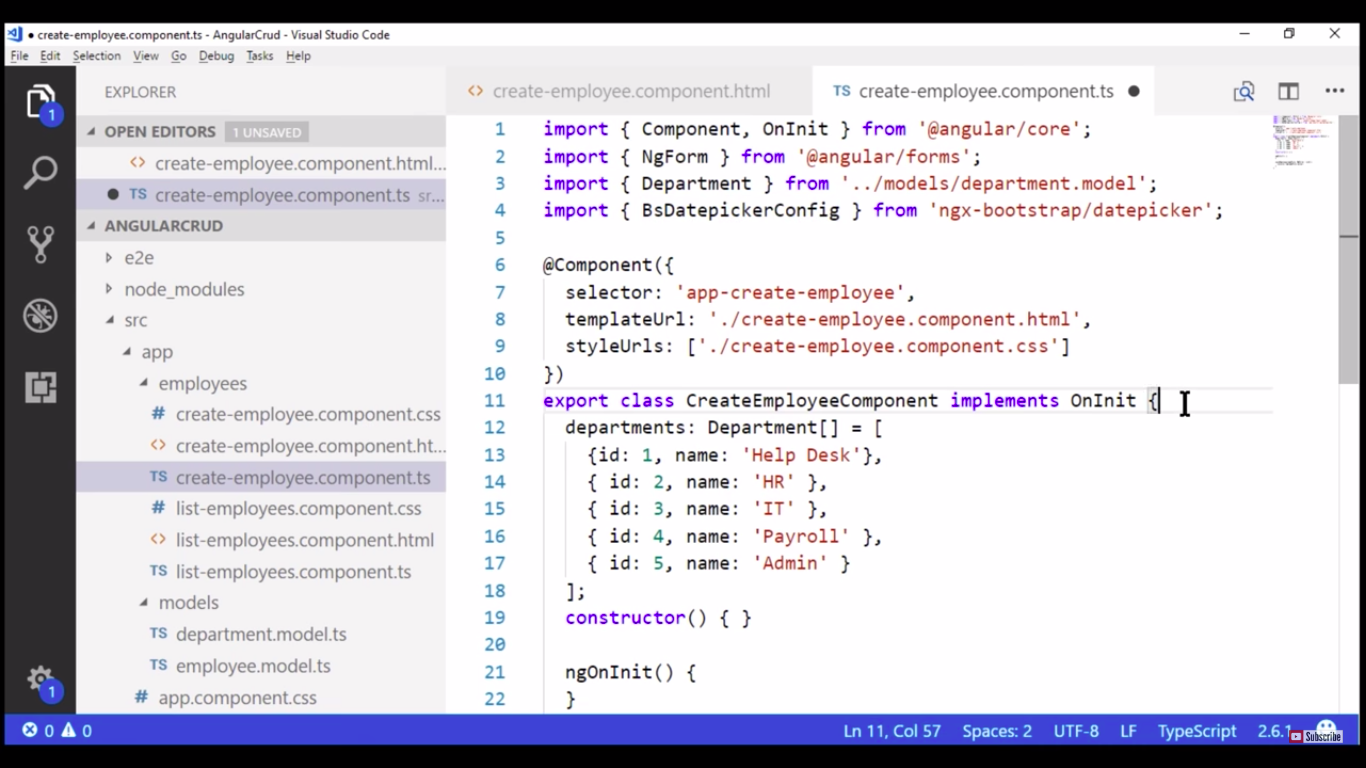 create-employee.component.ts - AngularCrud - Visual Studio Code
File Edit Selection View Go Debug Tasks Help
EXPLORER
OPEN EDITORS 1 UNSAVED
<> create-employee.component.html...
TS create-employee.component.ts sr...
ANGULARCRUD
e2e
node_modules
src
app
employees
# create-employee.component.css
<> create-employee.component.ht...
TS create-employee.component.ts
# list-employees.component.css
<> list-employees.component.html
TS list-employees.component.ts
models
TS department.model.ts
TS employee.model.ts
# app.component.css
1
1
<> create-employee.component.html
TS create-employee.component.ts
1 import { Component, OnInit } from '@angular/core';
2 import { NgForm } from '@angular/forms';
3 import { Department } from '../models/department.model';
4 import { BsDatepickerConfig } from 'ngx-bootstrap/datepicker';
5
6 @Component({
7 selector: 'app-create-employee',
8 templateUrl: './create-employee.component.html',
9 styleUrls: ['./create-employee.component.css']
10 })
11 export class CreateEmployeeComponent implements OnInit {
12 departments: Department[] = [
13 {id: 1, name: 'Help Desk'},
14 { id: 2, name: 'HR' },
15 { id: 3, name: 'IT' },
16 { id: 4, name: 'Payroll' },
17 { id: 5, name: 'Admin' }
18 ];
19 constructor() { }
20
21 ngOnInit() {
22 }
0 0 Ln 11, Col 57 Spaces: 2 UTF-8 LF TypeScript 2.6.1
Subscribe